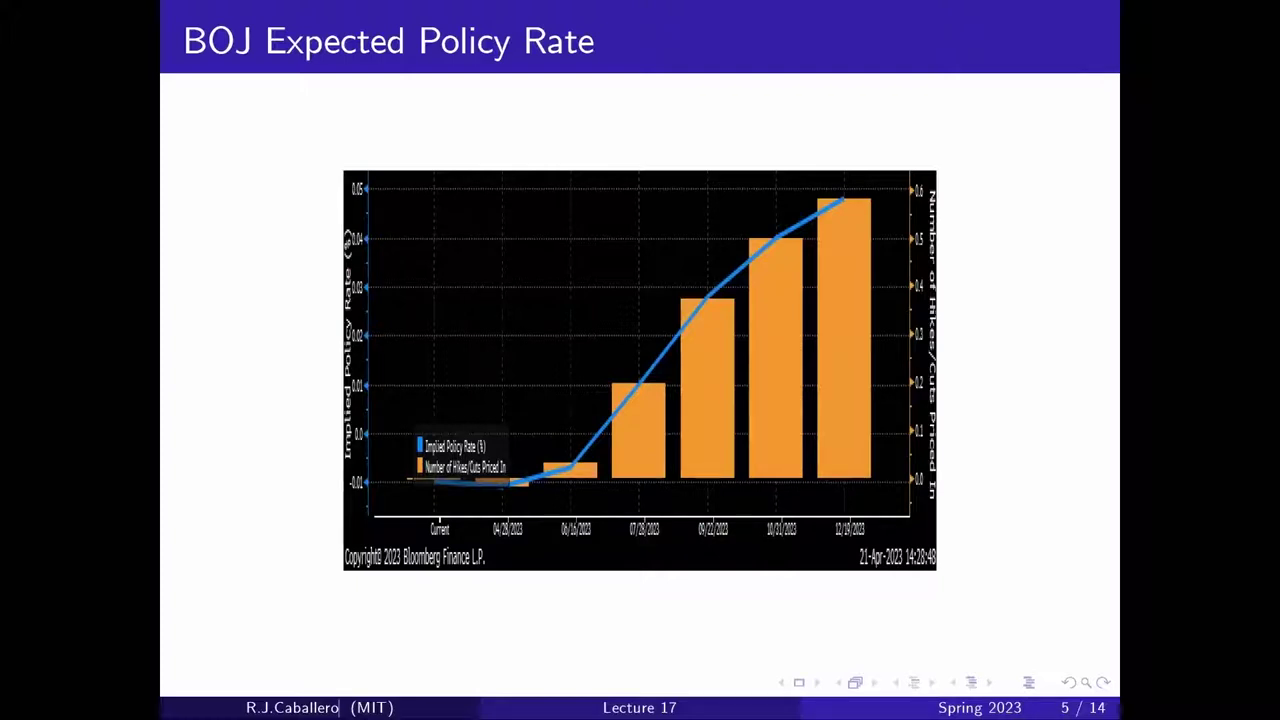 BOJ Expected Policy Rate
Implied Policy Rate (%)
0.05
0.04
0.03
0.02
0.01
0.0
-0.01
Number of Hikes/Cuts Priced In
0.6
0.5
0.4
0.3
0.2
0.1
0.0
Implied Policy Rate (%)
Number of Hikes/Cuts Priced In
Current 04/28/2023 06/16/2023 07/28/2023 09/22/2023 10/31/2023 12/19/2023
Copyright© 2023 Bloomberg Finance L.P. 21-Apr-2023 14:28:48
R.J.Caballero (MIT) Lecture 17 Spring 2023 5 / 14